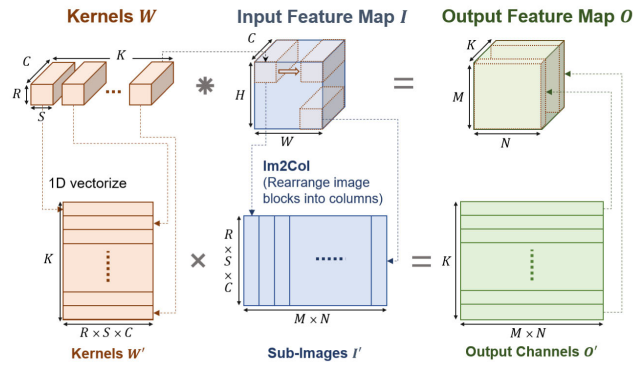 Kernels W
Input Feature Map I
Output Feature Map O
C
K
R
S
...
*
C
H
W
=
K
M
N
1D vectorize
Im2Col
(Rearrange image
blocks into columns)
K
R × S × C
Kernels W'
×
R × S × C
M × N
Sub-Images I'
=
K
M × N
Output Channels O'